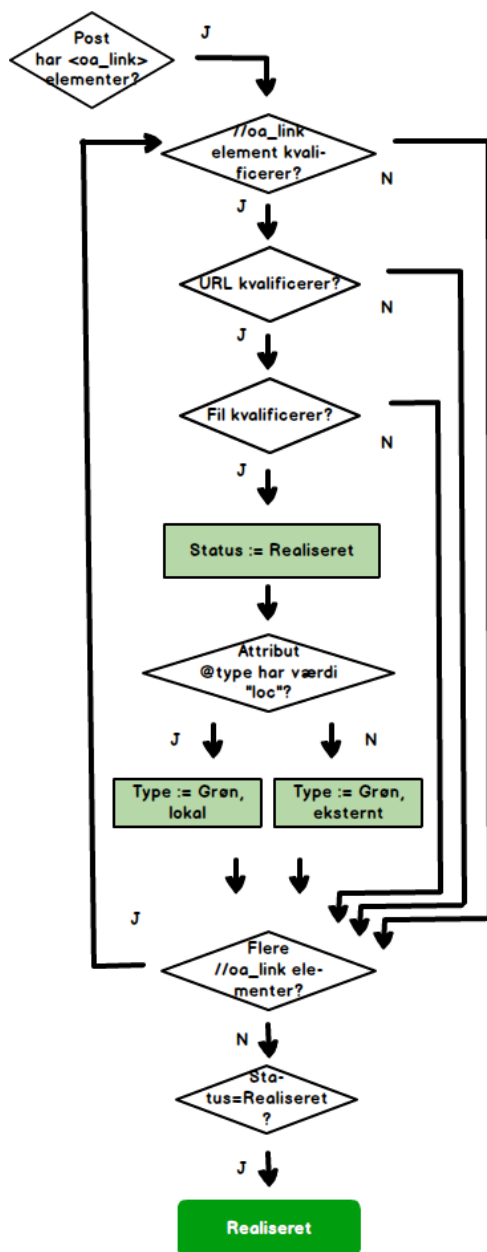 Post
har <oa_link>
elementer?
J
//oa_link
element kvali-
ficerer?
N
J
URL kvalificerer?
N
J
Fil kvalificerer?
N
J
Status := Realiseret
Attribut
@type har værdi
"loc"?
J
N
Type := Grøn,
lokal
Type := Grøn,
eksternt
J
Flere
//oa_link ele-
menter?
N
Sta-
tus=Realiseret
?
J
Realiseret